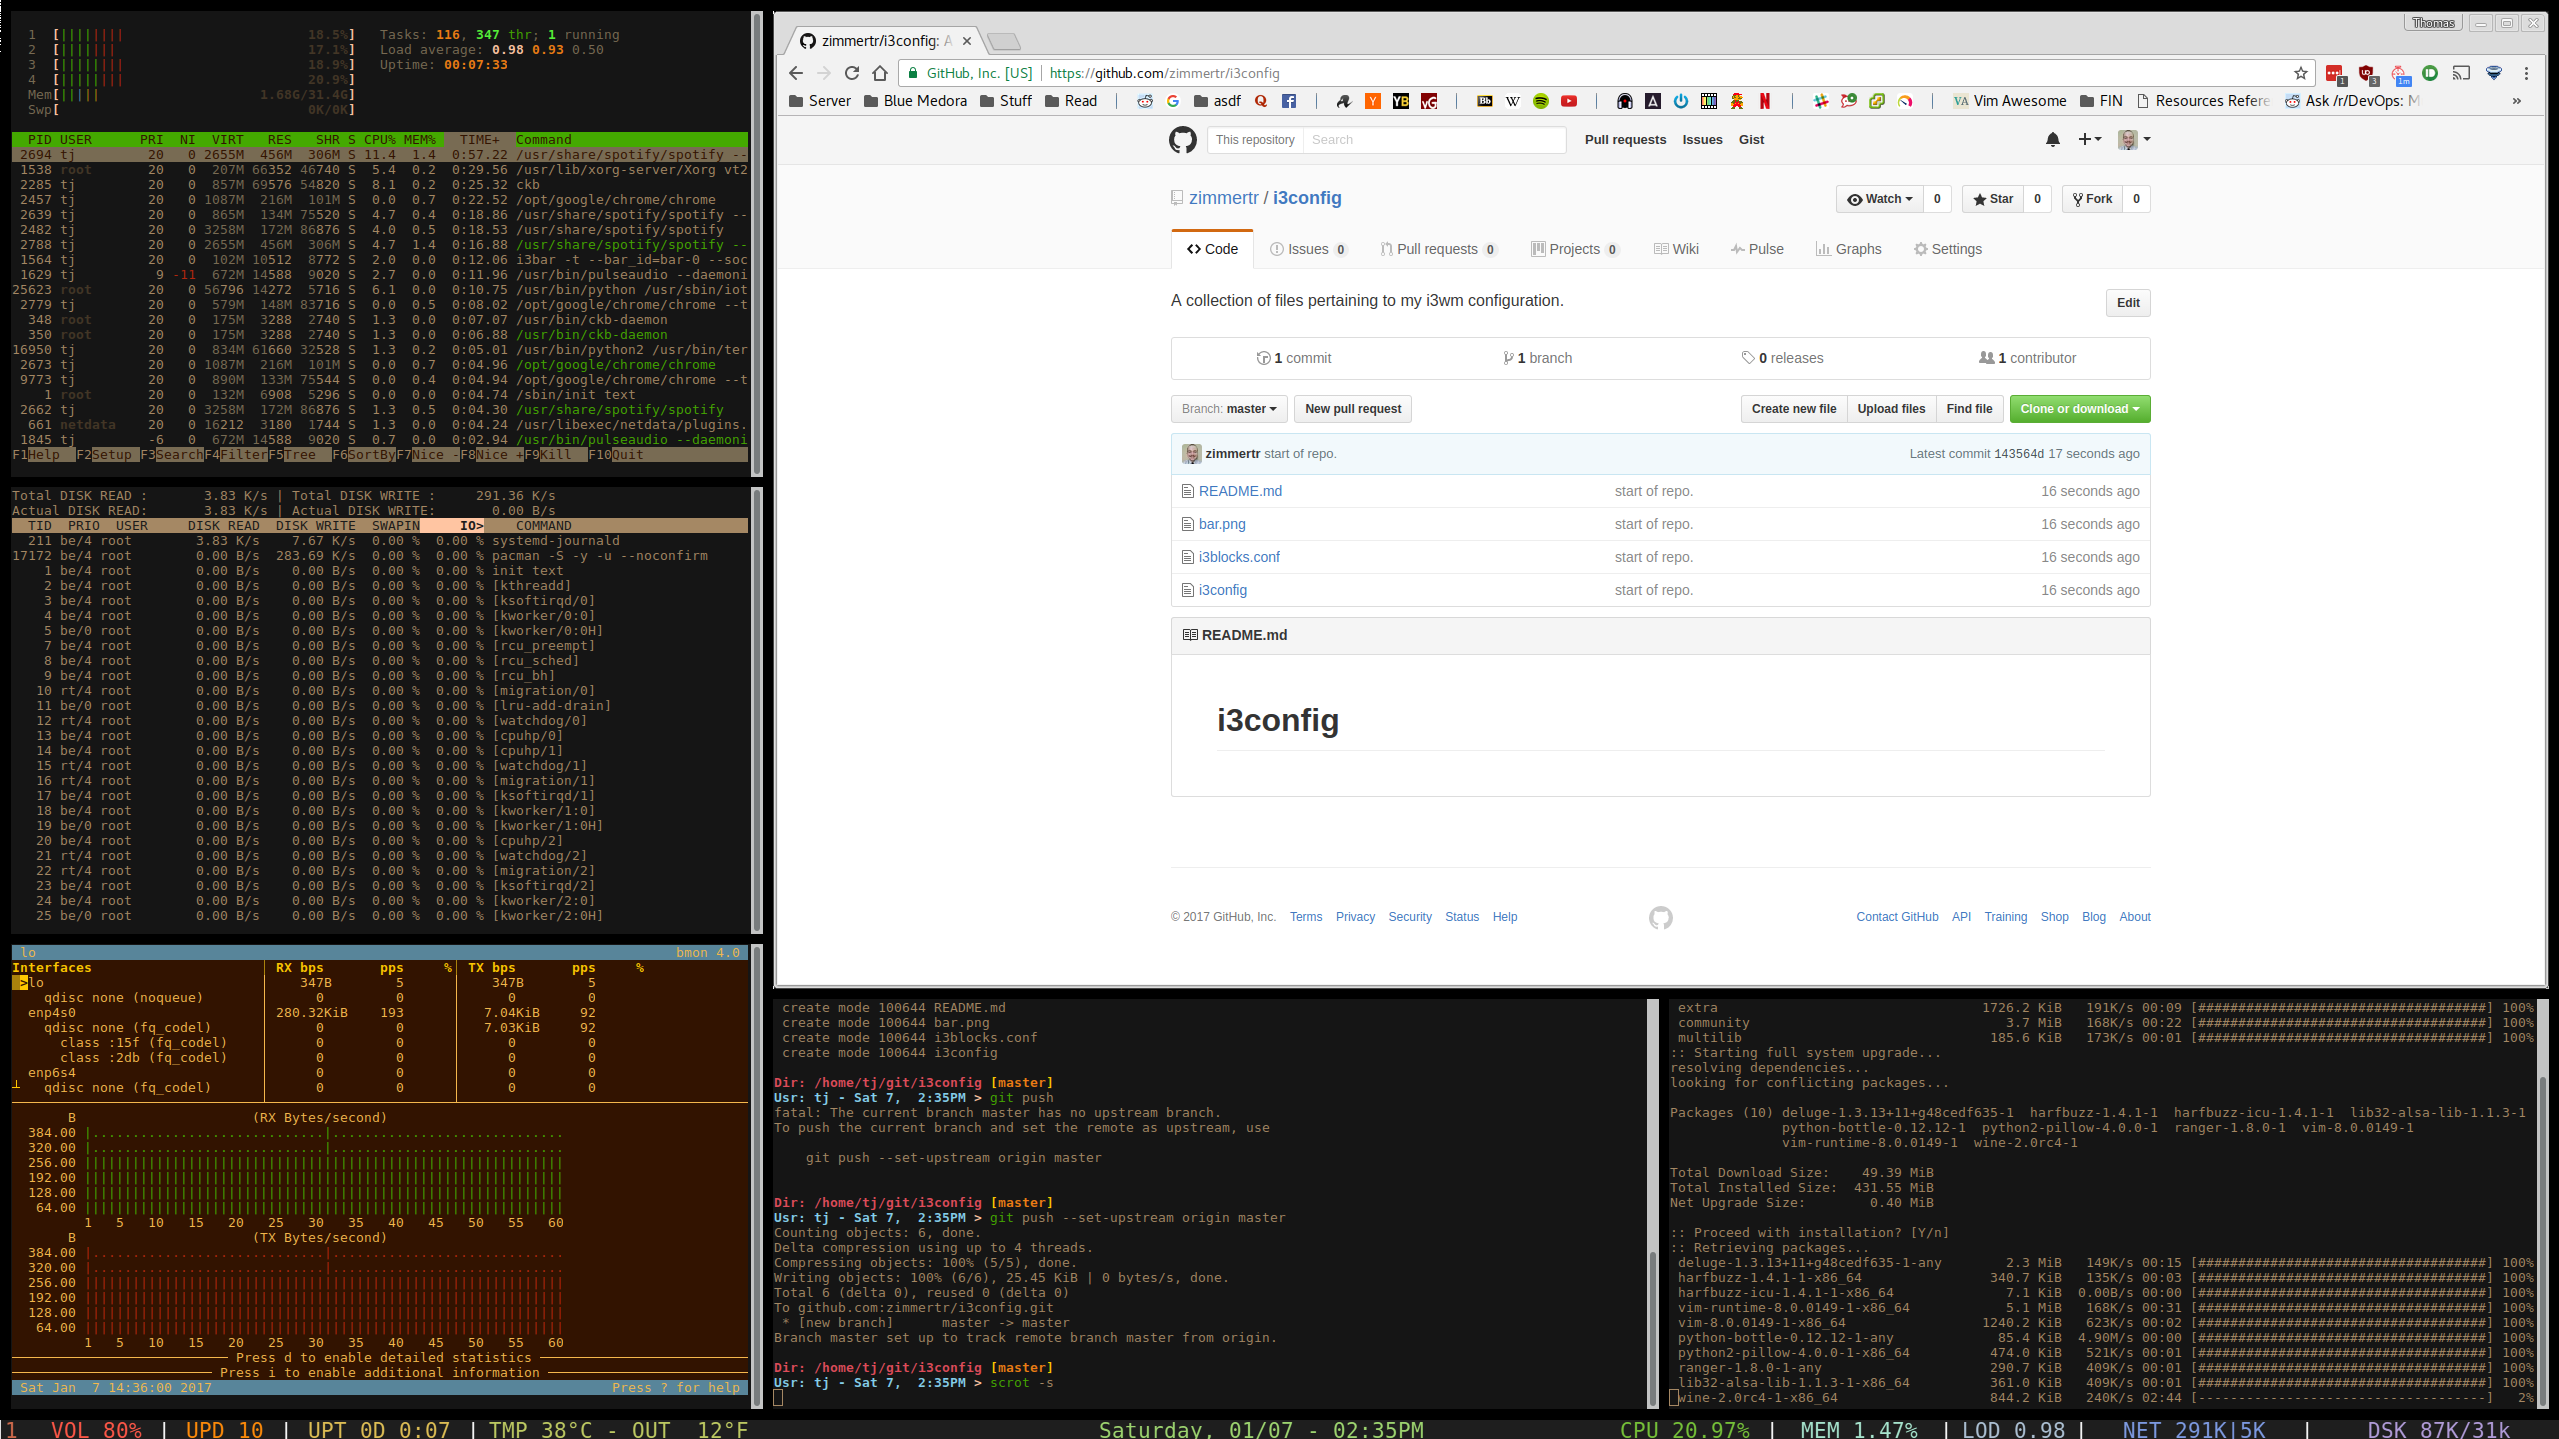 1 [|||||||| 18.5%] Tasks: 116, 347 thr; 1 running
2 [||||||| 17.1%] Load average: 0.98 0.93 0.50
3 [|||||||| 18.9%] Uptime: 00:07:33
4 [|||||||| 20.9%]
Mem[||||| 1.68G/31.4G]
Swp[ 0K/0K]
PID USER PRI NI VIRT RES SHR S CPU% MEM% TIME+ Command
2694 tj 20 0 2655M 456M 306M S 11.4 1.4 0:57.22 /usr/share/spotify/spotify --
1538 root 20 0 207M 66352 46740 S 5.4 0.2 0:29.56 /usr/lib/xorg-server/Xorg vt2
2285 tj 20 0 857M 69576 54820 S 8.1 0.2 0:25.32 ckb
2457 tj 20 0 1087M 216M 101M S 0.0 0.7 0:22.52 /opt/google/chrome/chrome
2639 tj 20 0 865M 134M 75520 S 4.7 0.4 0:18.86 /usr/share/spotify/spotify --
2482 tj 20 0 3258M 172M 86876 S 4.0 0.5 0:18.53 /usr/share/spotify/spotify
2788 tj 20 0 2655M 456M 306M S 4.7 1.4 0:16.88 /usr/share/spotify/spotify --
1564 tj 20 0 102M 10512 8772 S 2.0 0.0 0:12.06 i3bar -t --bar_id=bar-0 --soc
1629 tj 9 -11 672M 14588 9020 S 2.7 0.0 0:11.96 /usr/bin/pulseaudio --daemoni
25623 root 20 0 56796 14272 5716 S 6.1 0.0 0:10.75 /usr/bin/python /usr/sbin/iot
2779 tj 20 0 579M 148M 83716 S 0.0 0.5 0:08.02 /opt/google/chrome/chrome --t
348 root 20 0 175M 3288 2740 S 1.3 0.0 0:07.07 /usr/bin/ckb-daemon
350 root 20 0 175M 3288 2740 S 1.3 0.0 0:06.88 /usr/bin/ckb-daemon
16950 tj 20 0 834M 61660 32528 S 1.3 0.2 0:05.01 /usr/bin/python2 /usr/bin/ter
2673 tj 20 0 1087M 216M 101M S 0.0 0.7 0:04.96 /opt/google/chrome/chrome
9773 tj 20 0 890M 133M 75544 S 0.0 0.4 0:04.94 /opt/google/chrome/chrome --t
1 root 20 0 132M 6908 5296 S 0.0 0.0 0:04.74 /sbin/init text
2662 tj 20 0 3258M 172M 86876 S 1.3 0.5 0:04.30 /usr/share/spotify/spotify
661 netdata 20 0 16212 3180 1744 S 1.3 0.0 0:04.24 /usr/libexec/netdata/plugins.
1845 tj -6 0 672M 14588 9020 S 0.7 0.0 0:02.94 /usr/bin/pulseaudio --daemoni
F1Help F2Setup F3SearchF4FilterF5Tree F6SortByF7Nice -F8Nice +F9Kill F10Quit
Total DISK READ : 3.83 K/s | Total DISK WRITE : 291.36 K/s
Actual DISK READ: 3.83 K/s | Actual DISK WRITE: 0.00 B/s
TID PRIO USER DISK READ DISK WRITE SWAPIN IO> COMMAND
211 be/4 root 3.83 K/s 7.67 K/s 0.00 % 0.00 % systemd-journald
17172 be/4 root 0.00 B/s 283.69 K/s 0.00 % 0.00 % pacman -S -y -u --noconfirm
1 be/4 root 0.00 B/s 0.00 B/s 0.00 % 0.00 % init text
2 be/4 root 0.00 B/s 0.00 B/s 0.00 % 0.00 % [kthreadd]
3 be/4 root 0.00 B/s 0.00 B/s 0.00 % 0.00 % [ksoftirqd/0]
4 be/4 root 0.00 B/s 0.00 B/s 0.00 % 0.00 % [kworker/0:0]
5 be/0 root 0.00 B/s 0.00 B/s 0.00 % 0.00 % [kworker/0:0H]
7 be/4 root 0.00 B/s 0.00 B/s 0.00 % 0.00 % [rcu_preempt]
8 be/4 root 0.00 B/s 0.00 B/s 0.00 % 0.00 % [rcu_sched]
9 be/4 root 0.00 B/s 0.00 B/s 0.00 % 0.00 % [rcu_bh]
10 rt/4 root 0.00 B/s 0.00 B/s 0.00 % 0.00 % [migration/0]
11 be/0 root 0.00 B/s 0.00 B/s 0.00 % 0.00 % [lru-add-drain]
12 rt/4 root 0.00 B/s 0.00 B/s 0.00 % 0.00 % [watchdog/0]
13 be/4 root 0.00 B/s 0.00 B/s 0.00 % 0.00 % [cpuhp/0]
14 be/4 root 0.00 B/s 0.00 B/s 0.00 % 0.00 % [cpuhp/1]
15 rt/4 root 0.00 B/s 0.00 B/s 0.00 % 0.00 % [watchdog/1]
16 rt/4 root 0.00 B/s 0.00 B/s 0.00 % 0.00 % [migration/1]
17 be/4 root 0.00 B/s 0.00 B/s 0.00 % 0.00 % [ksoftirqd/1]
18 be/4 root 0.00 B/s 0.00 B/s 0.00 % 0.00 % [kworker/1:0]
19 be/0 root 0.00 B/s 0.00 B/s 0.00 % 0.00 % [kworker/1:0H]
20 be/4 root 0.00 B/s 0.00 B/s 0.00 % 0.00 % [cpuhp/2]
21 rt/4 root 0.00 B/s 0.00 B/s 0.00 % 0.00 % [watchdog/2]
22 rt/4 root 0.00 B/s 0.00 B/s 0.00 % 0.00 % [migration/2]
23 be/4 root 0.00 B/s 0.00 B/s 0.00 % 0.00 % [ksoftirqd/2]
24 be/4 root 0.00 B/s 0.00 B/s 0.00 % 0.00 % [kworker/2:0]
25 be/0 root 0.00 B/s 0.00 B/s 0.00 % 0.00 % [kworker/2:0H]
lo bmon 4.0
Interfaces RX bps pps % TX bps pps %
>lo 347B 5 347B 5
qdisc none (noqueue) 0 0 0 0
enp4s0 280.32KiB 193 7.04KiB 92
qdisc none (fq_codel) 0 0 7.03KiB 92
class :15f (fq_codel) 0 0 0 0
class :2db (fq_codel) 0 0 0 0
enp6s4 0 0 0 0
qdisc none (fq_codel) 0 0 0 0
B (RX Bytes/second)
384.00
320.00
256.00
192.00
128.00
64.00
1 5 10 15 20 25 30 35 40 45 50 55 60
B (TX Bytes/second)
384.00
320.00
256.00
192.00
128.00
64.00
1 5 10 15 20 25 30 35 40 45 50 55 60
Press d to enable detailed statistics
Press i to enable additional information
Sat Jan 7 14:36:00 2017 Press ? for help
Thomas
zimmertr/i3config: A
GitHub, Inc. [US] https://github.com/zimmertr/i3config
Server Blue Medora Stuff Read asdf Vim Awesome FIN Resources Refere Ask /r/DevOps: M »
This repository Search Pull requests Issues Gist
zimmertr / i3config Watch 0 Star 0 Fork 0
Code Issues 0 Pull requests 0 Projects 0 Wiki Pulse Graphs Settings
A collection of files pertaining to my i3wm configuration. Edit
1 commit 1 branch 0 releases 1 contributor
Branch: master New pull request Create new file Upload files Find file Clone or download
zimmertr start of repo. Latest commit 143564d 17 seconds ago
README.md start of repo. 16 seconds ago
bar.png start of repo. 16 seconds ago
i3blocks.conf start of repo. 16 seconds ago
i3config start of repo. 16 seconds ago
README.md
i3config
© 2017 GitHub, Inc. Terms Privacy Security Status Help Contact GitHub API Training Shop Blog About
create mode 100644 README.md
create mode 100644 bar.png
create mode 100644 i3blocks.conf
create mode 100644 i3config
Dir: /home/tj/git/i3config [master]
Usr: tj - Sat 7, 2:35PM > git push
fatal: The current branch master has no upstream branch.
To push the current branch and set the remote as upstream, use
git push --set-upstream origin master
Dir: /home/tj/git/i3config [master]
Usr: tj - Sat 7, 2:35PM > git push --set-upstream origin master
Counting objects: 6, done.
Delta compression using up to 4 threads.
Compressing objects: 100% (5/5), done.
Writing objects: 100% (6/6), 25.45 KiB | 0 bytes/s, done.
Total 6 (delta 0), reused 0 (delta 0)
To github.com:zimmertr/i3config.git
* [new branch] master -> master
Branch master set up to track remote branch master from origin.
Dir: /home/tj/git/i3config [master]
Usr: tj - Sat 7, 2:35PM > scrot -s
extra 1726.2 KiB 191K/s 00:09 [####################################] 100%
community 3.7 MiB 168K/s 00:22 [####################################] 100%
multilib 185.6 KiB 173K/s 00:01 [####################################] 100%
:: Starting full system upgrade...
resolving dependencies...
looking for conflicting packages...
Packages (10) deluge-1.3.13+11+g48cedf635-1 harfbuzz-1.4.1-1 harfbuzz-icu-1.4.1-1 lib32-alsa-lib-1.1.3-1
python-bottle-0.12.12-1 python2-pillow-4.0.0-1 ranger-1.8.0-1 vim-8.0.0149-1
vim-runtime-8.0.0149-1 wine-2.0rc4-1
Total Download Size: 49.39 MiB
Total Installed Size: 431.55 MiB
Net Upgrade Size: 0.40 MiB
:: Proceed with installation? [Y/n]
:: Retrieving packages...
deluge-1.3.13+11+g48cedf635-1-any 2.3 MiB 149K/s 00:15 [####################################] 100%
harfbuzz-1.4.1-1-x86_64 340.7 KiB 135K/s 00:03 [####################################] 100%
harfbuzz-icu-1.4.1-1-x86_64 7.1 KiB 0.00B/s 00:00 [####################################] 100%
vim-runtime-8.0.0149-1-x86_64 5.1 MiB 168K/s 00:31 [####################################] 100%
vim-8.0.0149-1-x86_64 1240.2 KiB 623K/s 00:02 [####################################] 100%
python-bottle-0.12.12-1-any 85.4 KiB 4.90M/s 00:00 [####################################] 100%
python2-pillow-4.0.0-1-x86_64 474.0 KiB 521K/s 00:01 [####################################] 100%
ranger-1.8.0-1-any 290.7 KiB 409K/s 00:01 [####################################] 100%
lib32-alsa-lib-1.1.3-1-x86_64 361.0 KiB 409K/s 00:01 [####################################] 100%
wine-2.0rc4-1-x86_64 844.2 KiB 240K/s 02:44 [------------------------------------] 2%
1 VOL 80% | UPD 10 | UPT 0D 0:07 | TMP 38°C - OUT 12°F Saturday, 01/07 - 02:35PM CPU 20.97% | MEM 1.47% | LOD 0.98 | NET 291K|5K | DSK 87K/31k